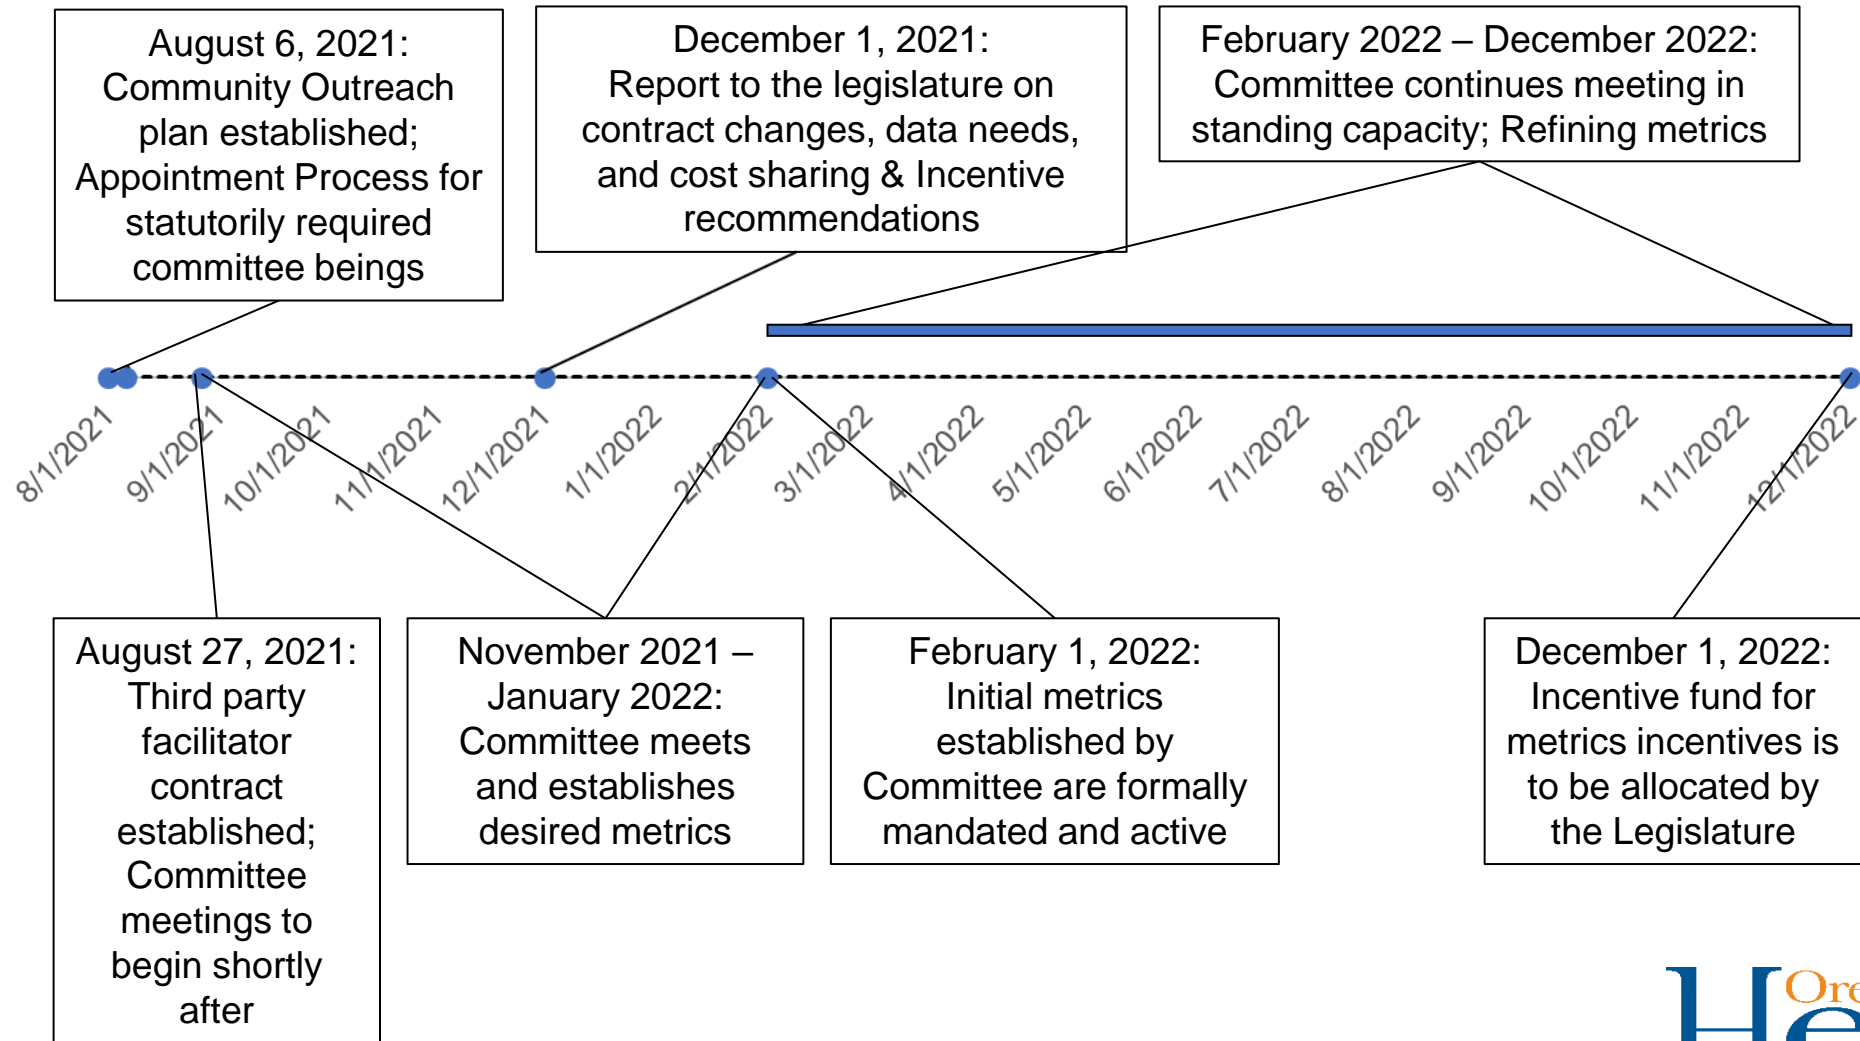 August 6, 2021:
Community Outreach
plan established;
Appointment Process for
statutorily required
committee beings
December 1, 2021:
Report to the legislature on
contract changes, data needs,
and cost sharing & Incentive
recommendations
February 2022 – December 2022:
Committee continues meeting in
standing capacity; Refining metrics
8/1/2021
9/1/2021
10/1/2021
11/1/2021
12/1/2021
1/1/2022
2/1/2022
3/1/2022
4/1/2022
5/1/2022
6/1/2022
7/1/2022
8/1/2022
9/1/2022
10/1/2022
11/1/2022
12/1/2022
August 27, 2021:
Third party
facilitator
contract
established;
Committee
meetings to
begin shortly
after
November 2021 –
January 2022:
Committee meets
and establishes
desired metrics
February 1, 2022:
Initial metrics
established by
Committee are formally
mandated and active
December 1, 2022:
Incentive fund for
metrics incentives is
to be allocated by
the Legislature